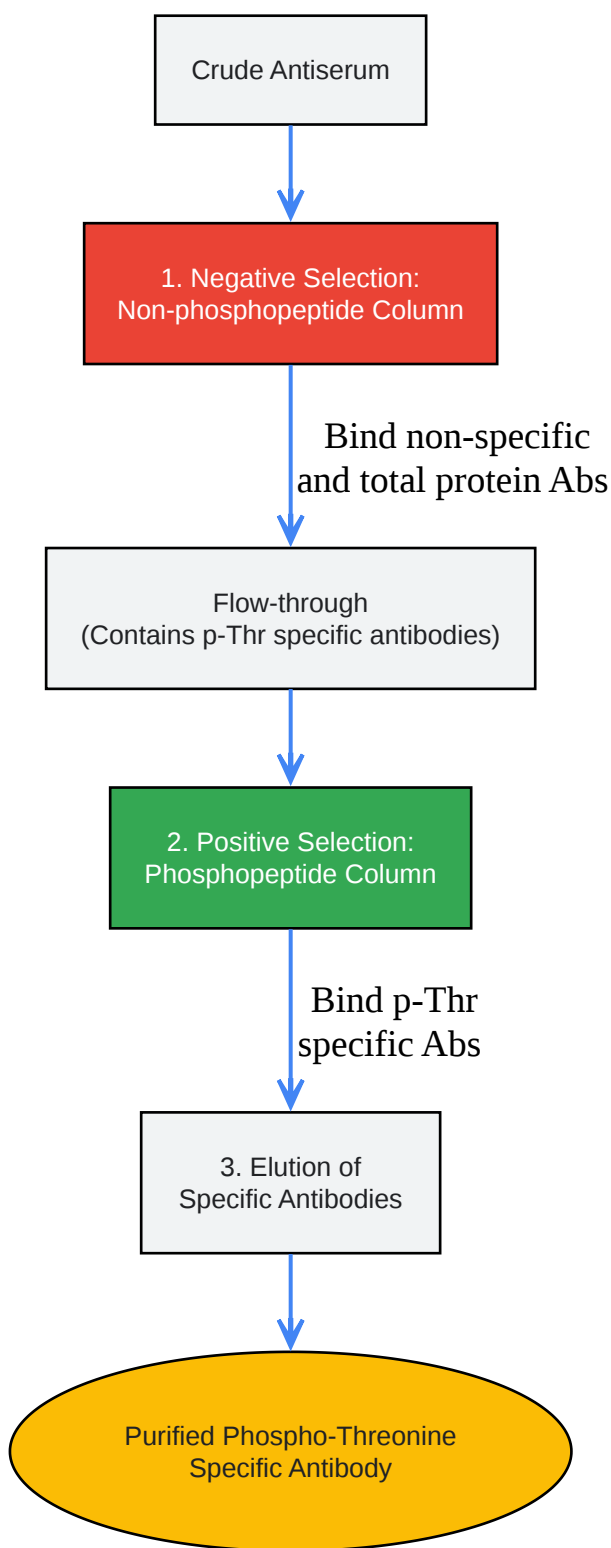 Crude Antiserum
1. Negative Selection:
Non-phosphopeptide Column
Bind non-specific
and total protein Abs
Flow-through
(Contains p-Thr specific antibodies)
2. Positive Selection:
Phosphopeptide Column
Bind p-Thr
specific Abs
3. Elution of
Specific Antibodies
Purified Phospho-Threonine
Specific Antibody